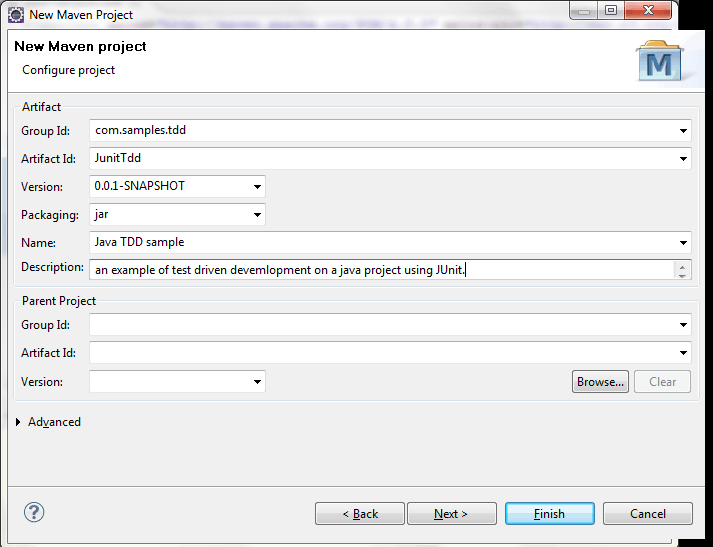 New Maven Project
New Maven project
Configure project
M
Artifact
Group Id: com.samples.tdd
Artifact Id: JunitTdd
Version: 0.0.1-SNAPSHOT
Packaging: jar
Name: Java TDD sample
Description: an example of test driven devemlopment on a java project using JUnit.
Parent Project
Group Id:
Artifact Id:
Version: Browse... Clear
Advanced
? < Back Next > Finish Cancel